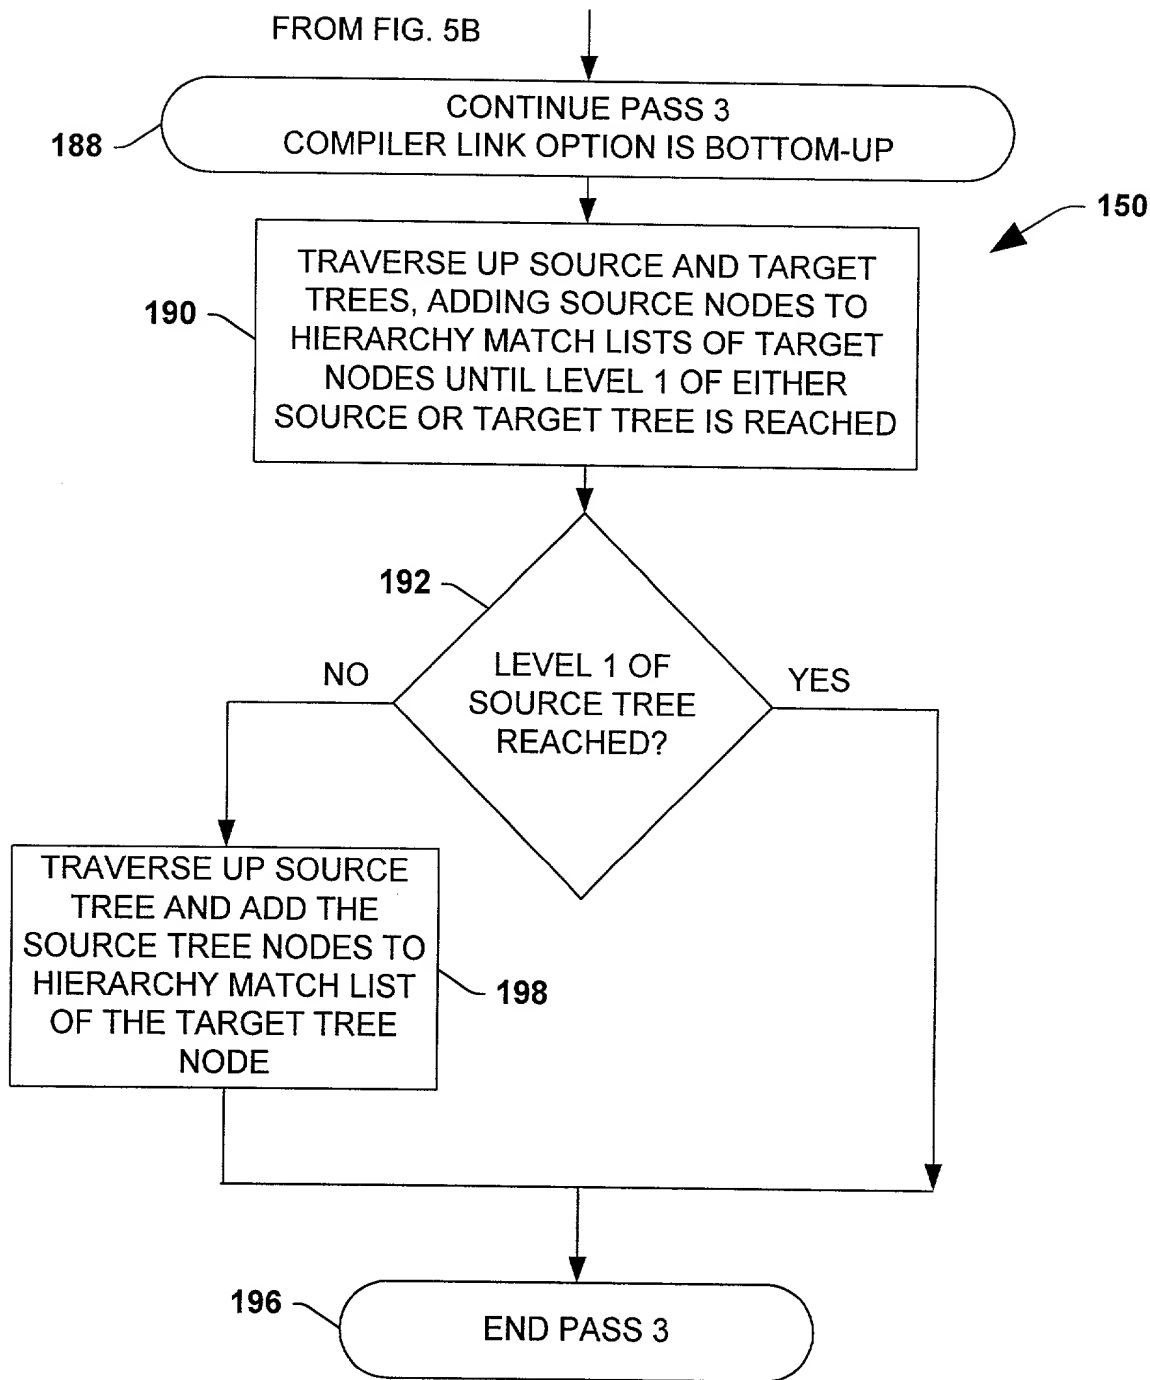 FROM FIG. 5B
CONTINUE PASS 3
COMPILER LINK OPTION IS BOTTOM-UP
188
150
TRAVERSE UP SOURCE AND TARGET
TREES, ADDING SOURCE NODES TO
HIERARCHY MATCH LISTS OF TARGET
NODES UNTIL LEVEL 1 OF EITHER
SOURCE OR TARGET TREE IS REACHED
190
192
LEVEL 1 OF
SOURCE TREE
REACHED?
NO
YES
TRAVERSE UP SOURCE
TREE AND ADD THE
SOURCE TREE NODES TO
HIERARCHY MATCH LIST
OF THE TARGET TREE
NODE
198
196
END PASS 3